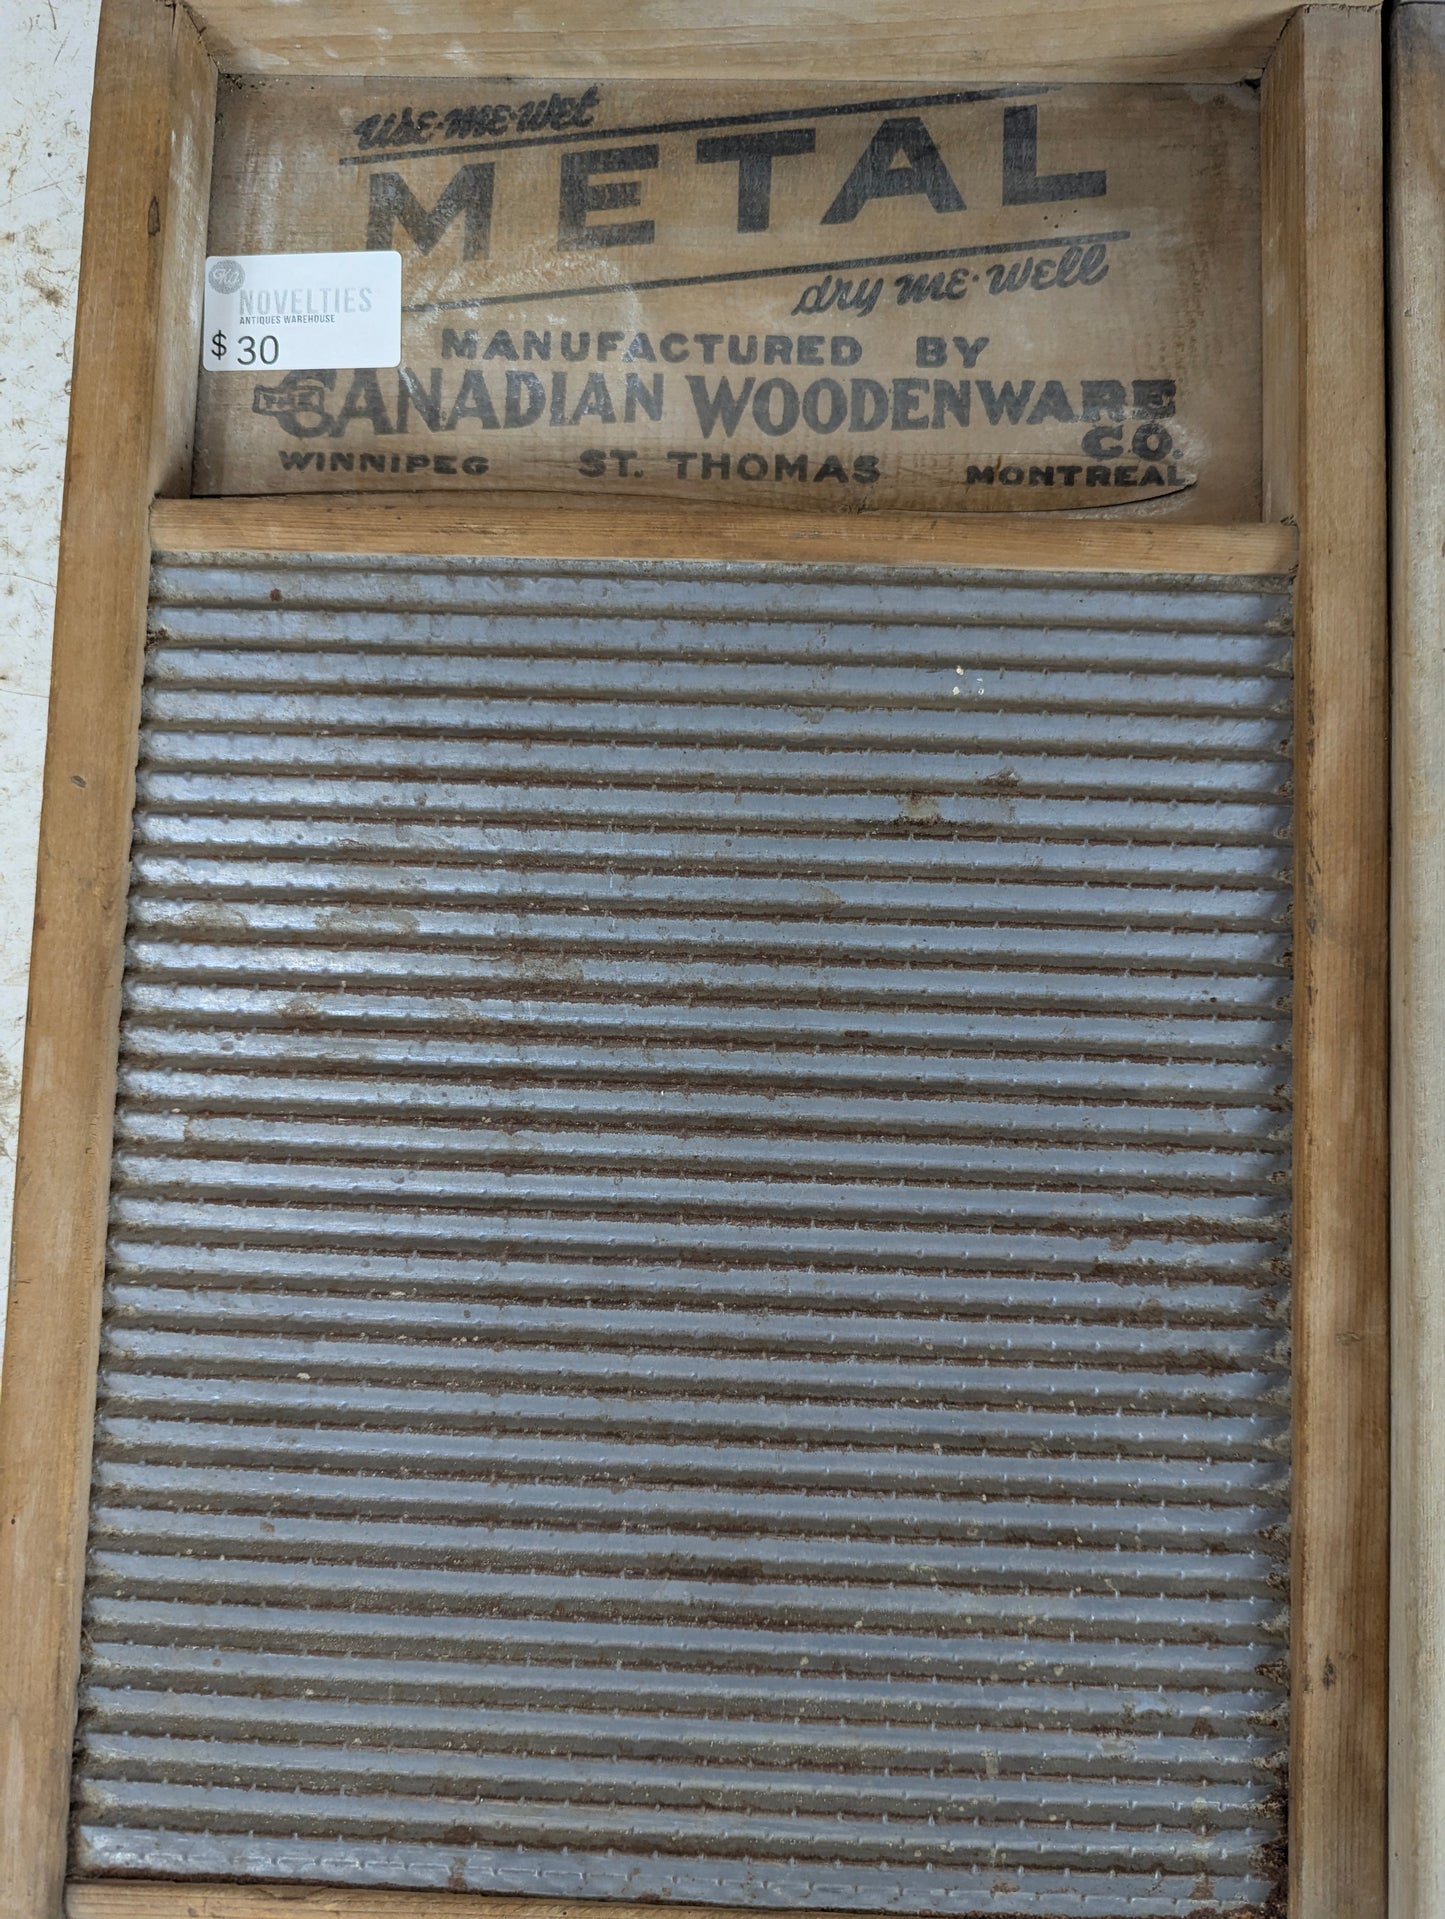 Use-me-wet
METAL
dry me-well
NOVELTIES
ANTIQUES WAREHOUSE
$ 30
MANUFACTURED BY
THE CANADIAN WOODENWARE
CO.
WINNIPEG ST. THOMAS MONTREAL